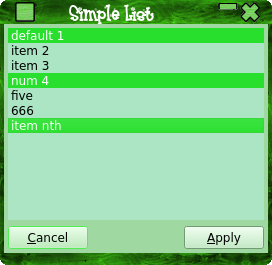 Simple List
default 1
item 2
item 3
num 4
five
666
item nth
Cancel
Apply